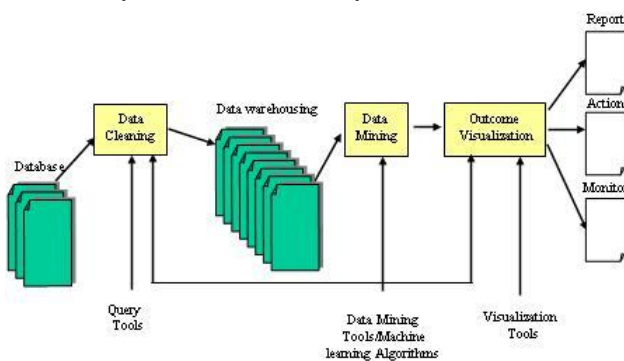 Report
Data
Cleaning
Data warehousing
Data
Mining
Outcome
Visualization
Action
Database
Monitor
Query
Tools
Data Mining
Tools/Machine
learning Algorithms
Visualization
Tools